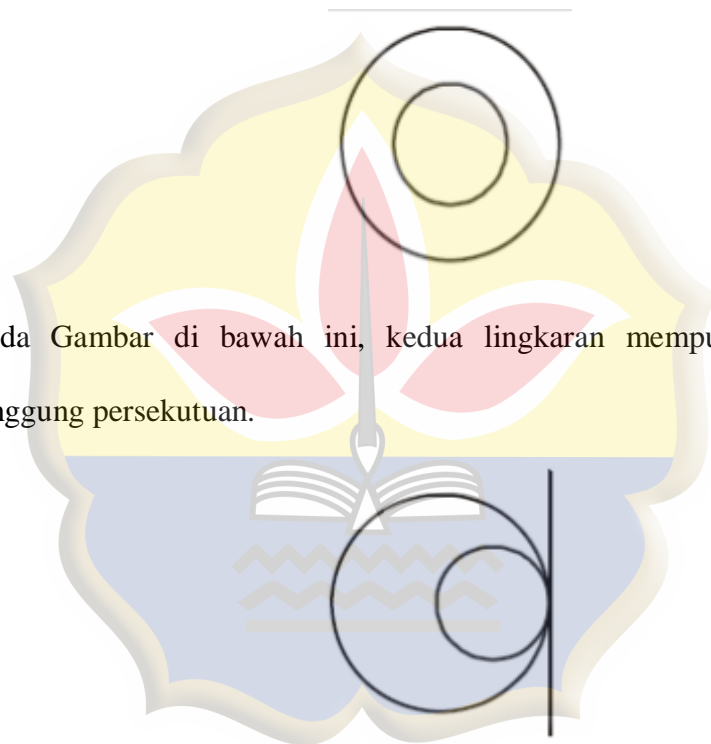 da Gambar di bawah ini, kedua lingkaran mempu
nggung persekutuan.